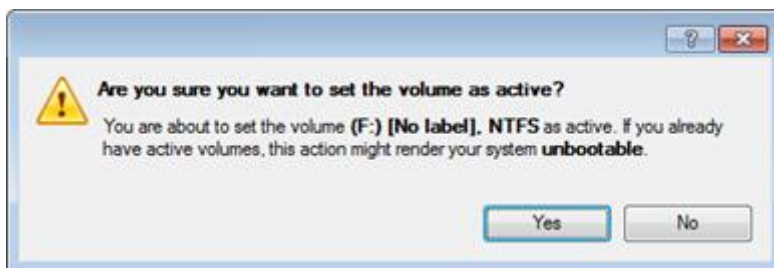 Are you sure you want to set the volume as active?
You are about to set the volume (F:) [No label], NTFS as active. If you already
have active volumes, this action might render your system unbootable.
Yes No